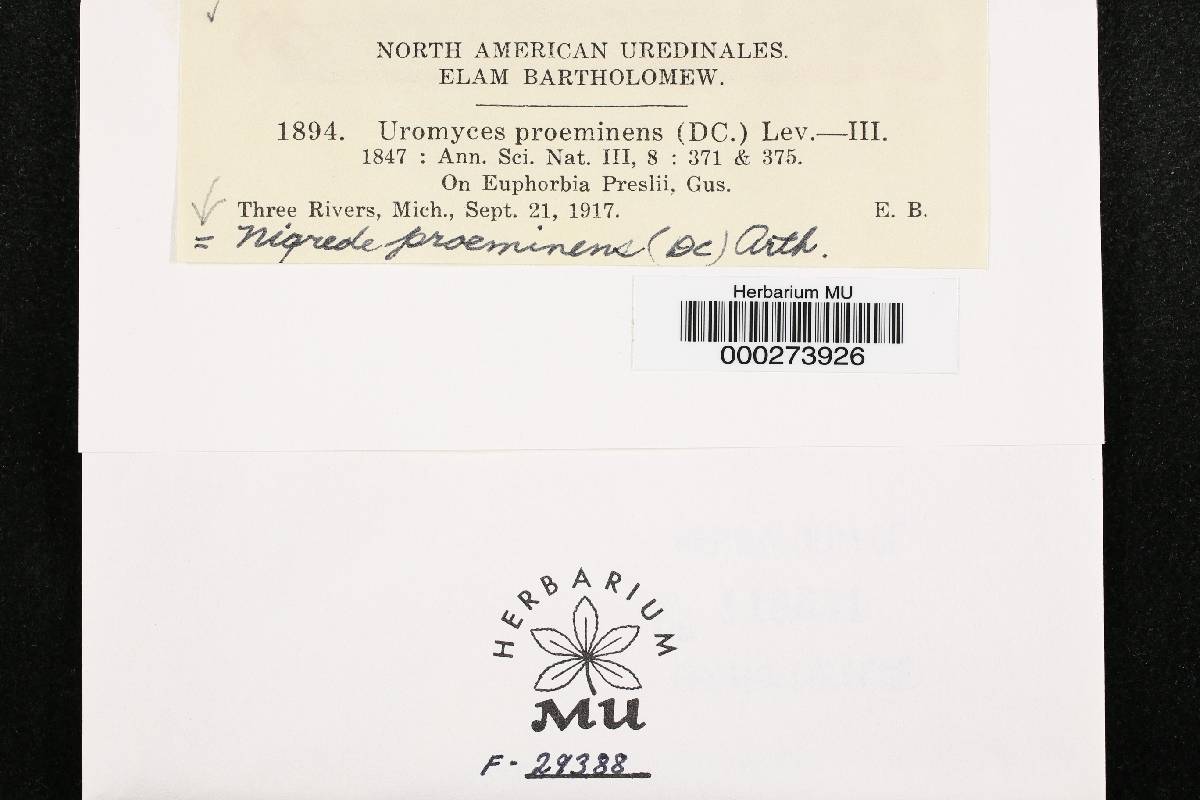 NORTH AMERICAN UREDINALES.
ELAM BARTHOLOMEW.
1894. Uromyces proeminens (DC.) Lev.—III.
1847 : Ann. Sci. Nat. III, 8 : 371 & 375.
On Euphorbia Preslii, Gus.
Three Rivers, Mich., Sept. 21, 1917. E. B.
= Nigrede proeminens (DC) Arth.
Herbarium MU
000273926
HERBARIUM
MU
F- 29388